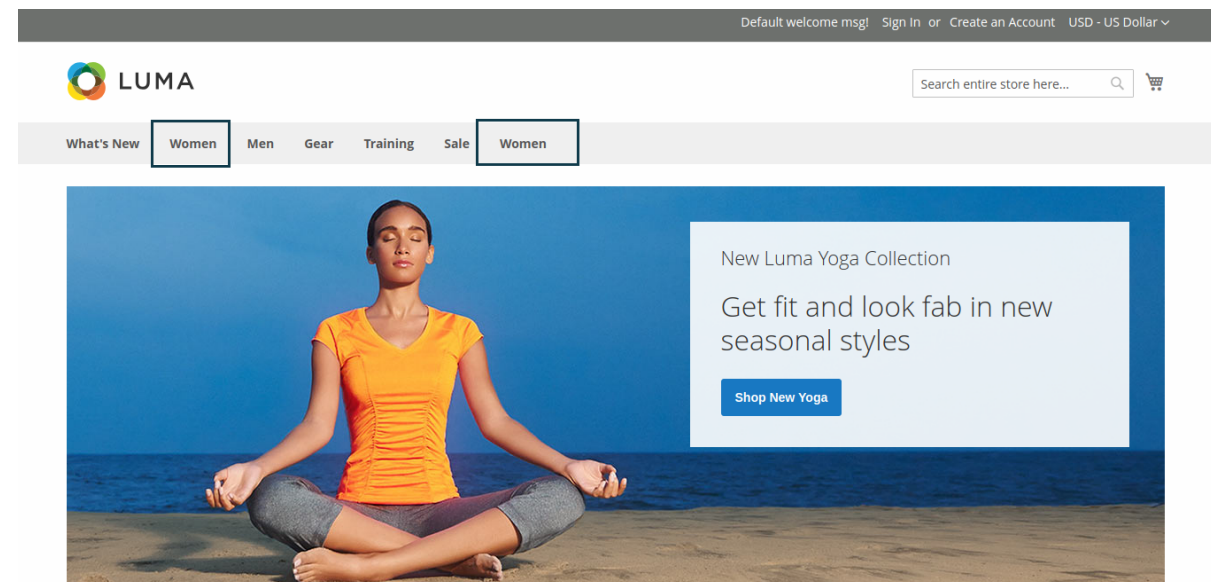 Default welcome msg! Sign In or Create an Account USD - US Dollar
LUMA
Search entire store here...
What's New Women Men Gear Training Sale Women
New Luma Yoga Collection
Get fit and look fab in new
seasonal styles
Shop New Yoga